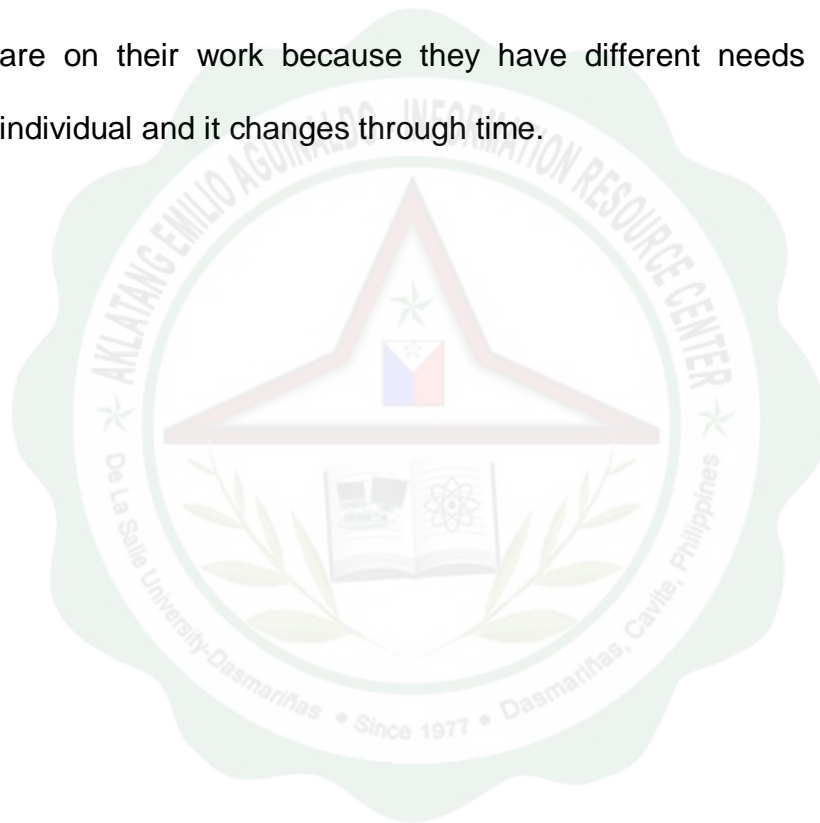 are on their work because they have different needs
individual and it changes through time.
AKLATANG EMILIO AGUINALDO - INFORMATION RESOURCE CENTER
De La Salle University-Dasmariñas • Since 1977 • Dasmariñas, Cavite, Philippines